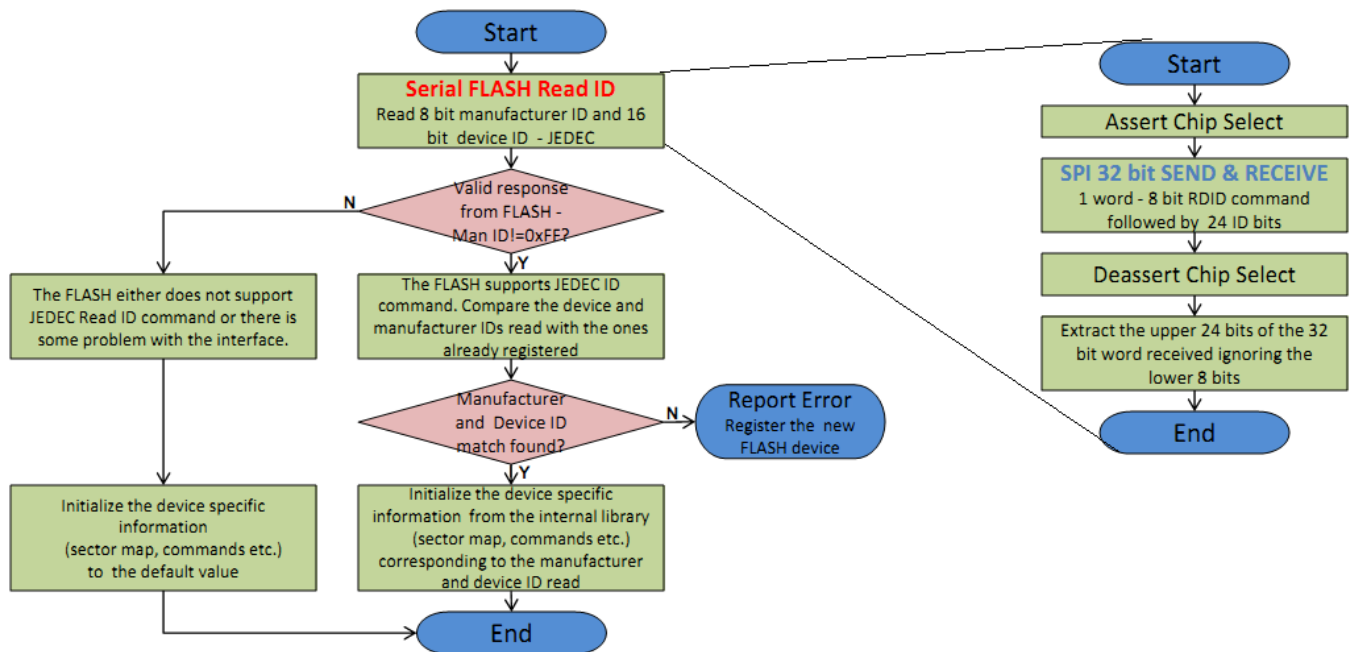 Start
Serial FLASH Read ID
Read 8 bit manufacturer ID and 16
bit device ID - JEDEC
Valid response
from FLASH -
Man ID!=0xFF?
N
Y
The FLASH either does not support
JEDEC Read ID command or there is
some problem with the interface.
The FLASH supports JEDEC ID
command. Compare the device and
manufacturer IDs read with the ones
already registered
Manufacturer
and Device ID
match found?
N
Y
Report Error
Register the new
FLASH device
Initialize the device specific
information
(sector map, commands etc.)
to the default value
Initialize the device specific
information from the internal library
(sector map, commands etc.)
corresponding to the manufacturer
and device ID read
End
Start
Assert Chip Select
SPI 32 bit SEND & RECEIVE
1 word - 8 bit RDID command
followed by 24 ID bits
Deassert Chip Select
Extract the upper 24 bits of the 32
bit word received ignoring the
lower 8 bits
End